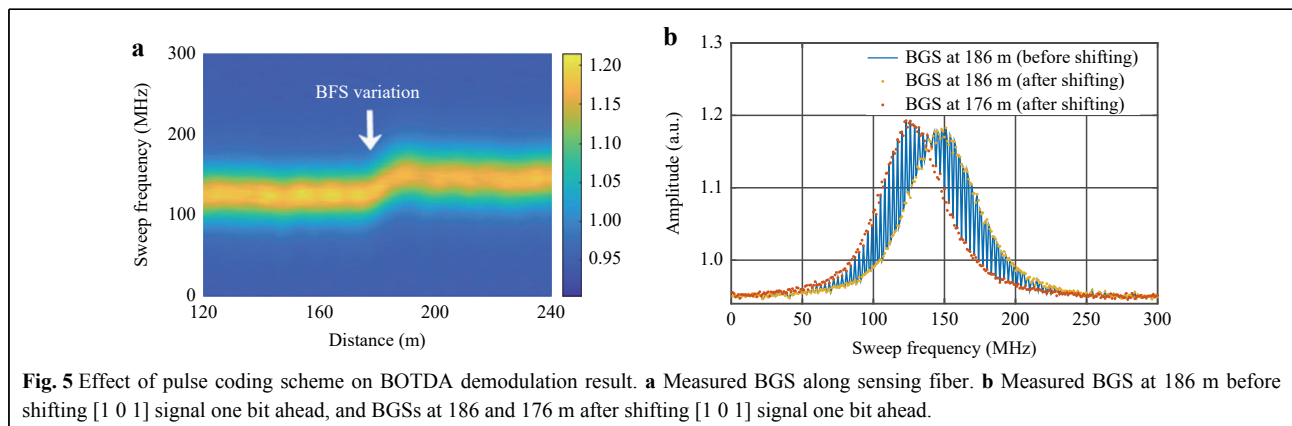 a
300
200
100
0
Sweep frequency (MHz)
120
160
200
240
Distance (m)
BFS variation
1.20
1.15
1.10
1.05
1.00
0.95
b
1.3
1.2
1.1
1.0
Amplitude (a.u.)
0
50
100
150
200
250
300
Sweep frequency (MHz)
BGS at 186 m (before shifting)
BGS at 186 m (after shifting)
BGS at 176 m (after shifting)
Fig. 5 Effect of pulse coding scheme on BOTDA demodulation result. a Measured BGS along sensing fiber. b Measured BGS at 186 m before
shifting [1 0 1] signal one bit ahead, and BGSs at 186 and 176 m after shifting [1 0 1] signal one bit ahead.